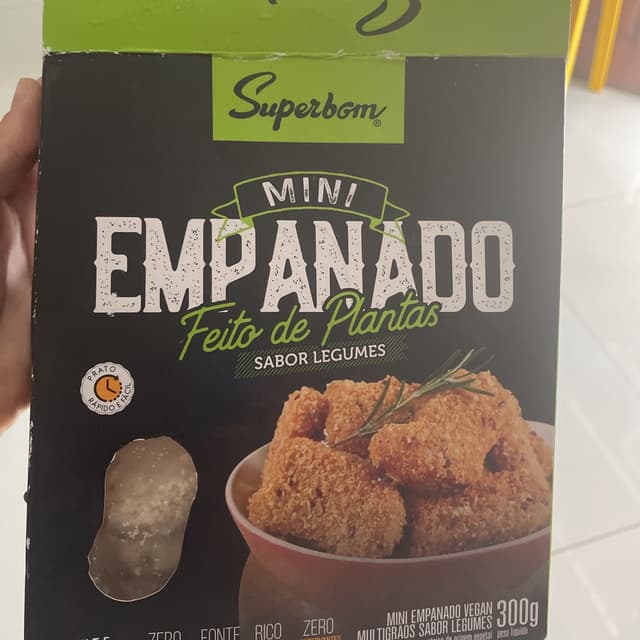 Superbom®
MINI
EMPANADO
Feito de Plantas
SABOR LEGUMES
PRATO
RÁPIDO E FÁCIL
ZERO
FONTE
RICO
ZERO
MINI EMPANADO VEGAN
MULTIGRÃOS SABOR LEGUMES
300g